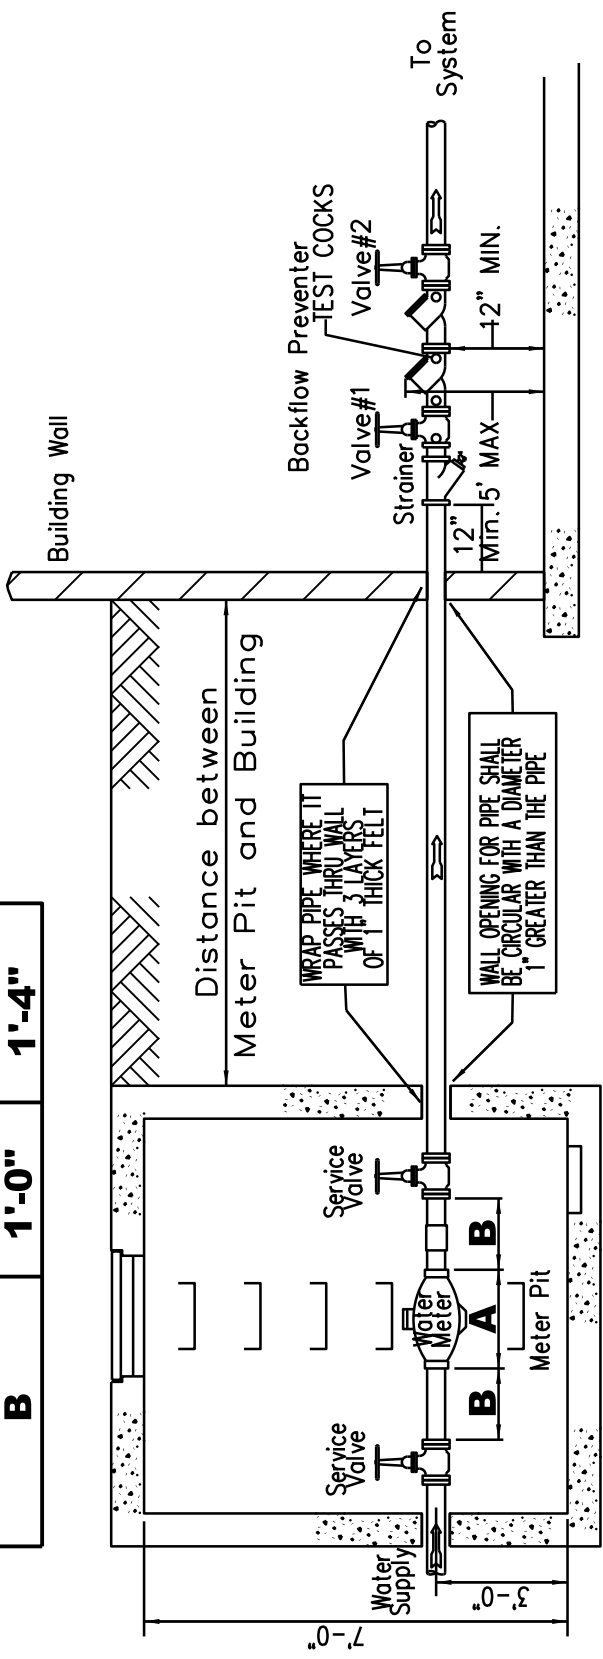 B
1'-0"
1'-4"
Building Wall
Distance between
Meter Pit and Building
Backflow Preventer
TEST COCKS
Valve#1
Valve#2
Strainer
To
System
12" MIN.
5' MAX
12"
Min.
WRAP PIPE WHERE IT
PASSES THRU WALL
WITH 3 LAYERS
OF 1" THICK FELT
WALL OPENING FOR PIPE SHALL
BE CIRCULAR WITH A DIAMETER
1" GREATER THAN THE PIPE
Service
Valve
Service
Valve
Water
Meter
B
A
B
Meter Pit
Water
Supply
3'-0"
7'-0"